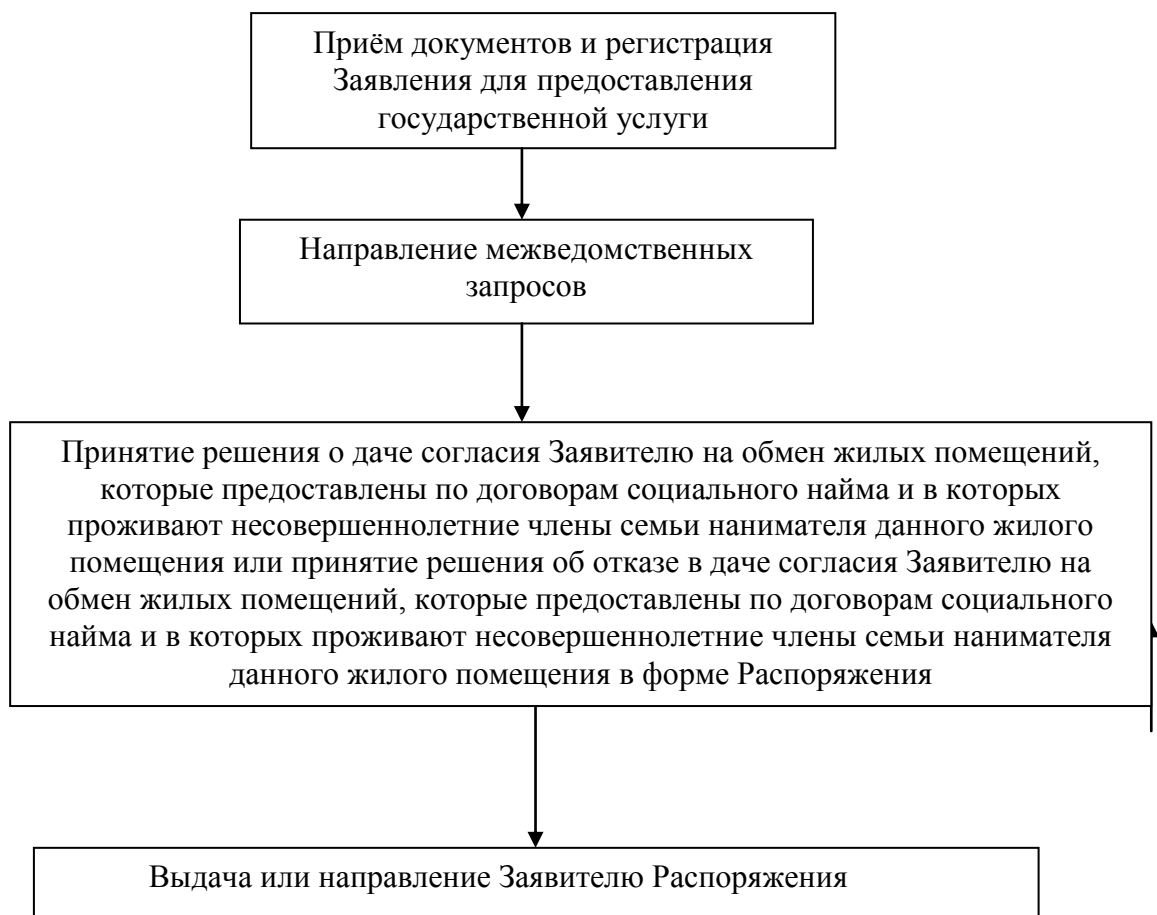 Приём документов и регистрация
Заявления для предоставления
государственной услуги
Направление межведомственных
запросов
Принятие решения о даче согласия Заявителю на обмен жилых помещений,
которые предоставлены по договорам социального найма и в которых
проживают несовершеннолетние члены семьи нанимателя данного жилого
помещения или принятие решения об отказе в даче согласия Заявителю на
обмен жилых помещений, которые предоставлены по договорам социального
найма и в которых проживают несовершеннолетние члены семьи нанимателя
данного жилого помещения в форме Распоряжения
Выдача или направление Заявителю Распоряжения